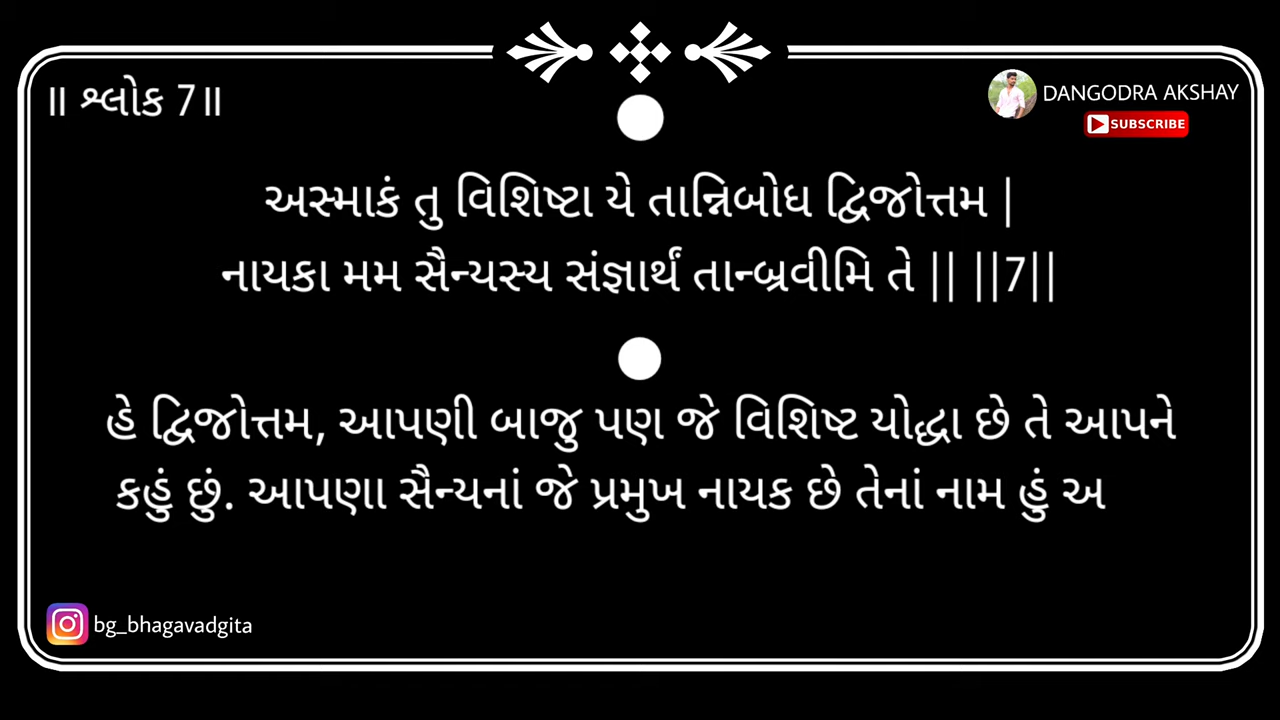 ॥ શ્લોક 7॥
DANGODRA AKSHAY
SUBSCRIBE
અસ્માકં તુ વિશિષ્ટા યે તાન્નિબોધ દ્વિજોત્તમ |
નાયકા મમ સૈન્યસ્ય સંજ્ઞાર્થં તાન્બ્રવીમિ તે || ||7||
હે દ્વિજોત્તમ, આપણી બાજુ પણ જે વિશિષ્ટ યોદ્ધા છે તે આપને
કહું છું. આપણા સૈન્યનાં જે પ્રમુખ નાયક છે તેનાં નામ હું અ
bg_bhagavadgita